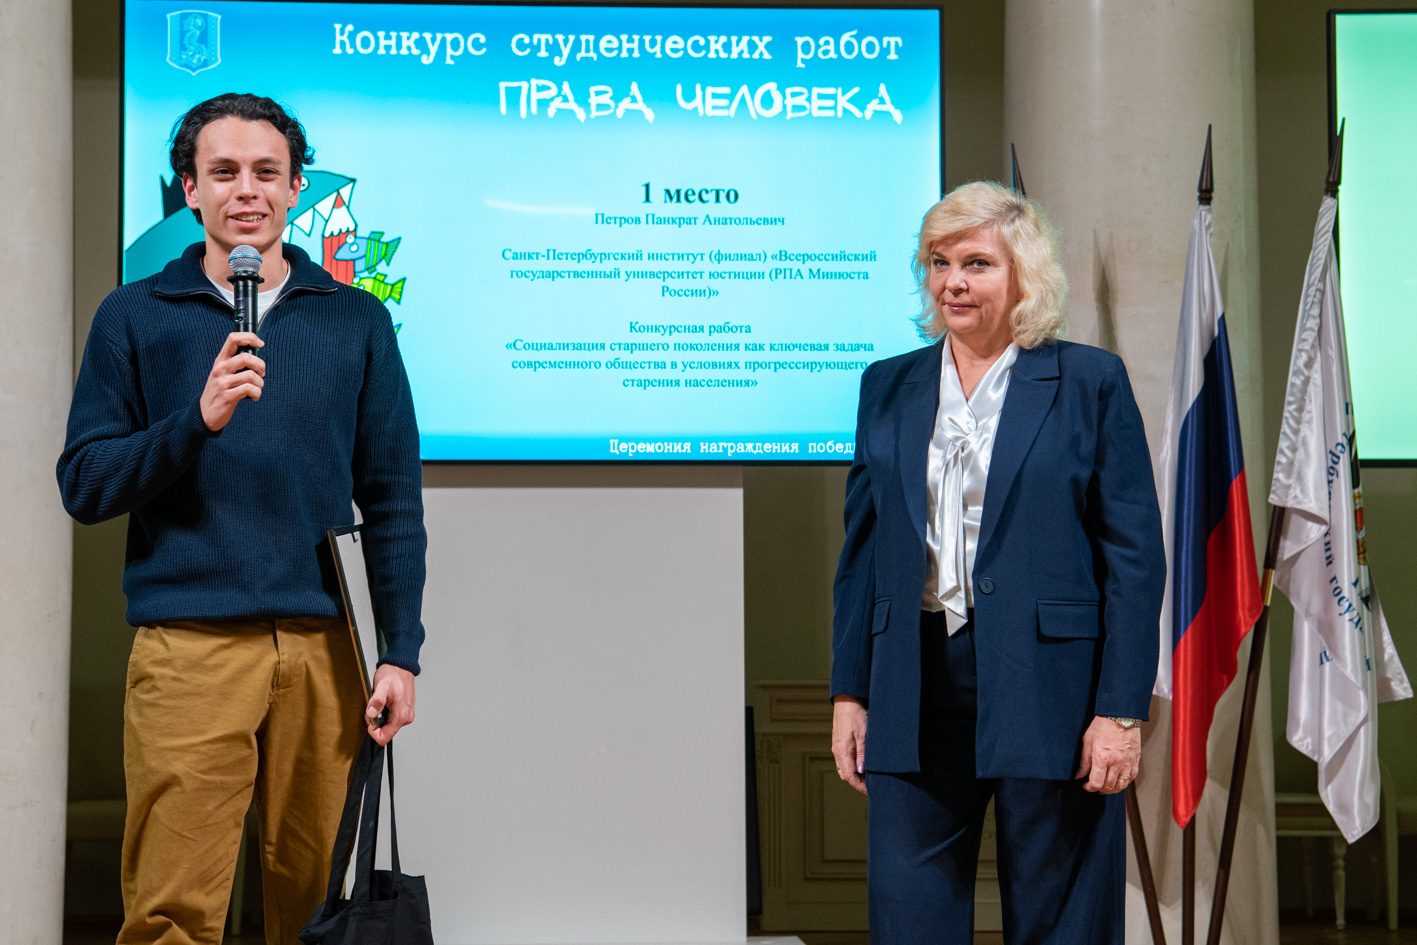 Конкурс студенческих работ
ПРАВА ЧЕЛОВЕКА
1 место
Петров Панкрат Анатольевич
Санкт-Петербургский институт (филиал) «Всероссийский
государственный университет юстиции (РПА Минюста
России)»
Конкурсная работа
«Социализация старшего поколения как ключевая задача
современного общества в условиях прогрессирующего
старения населения»
Церемония награждения